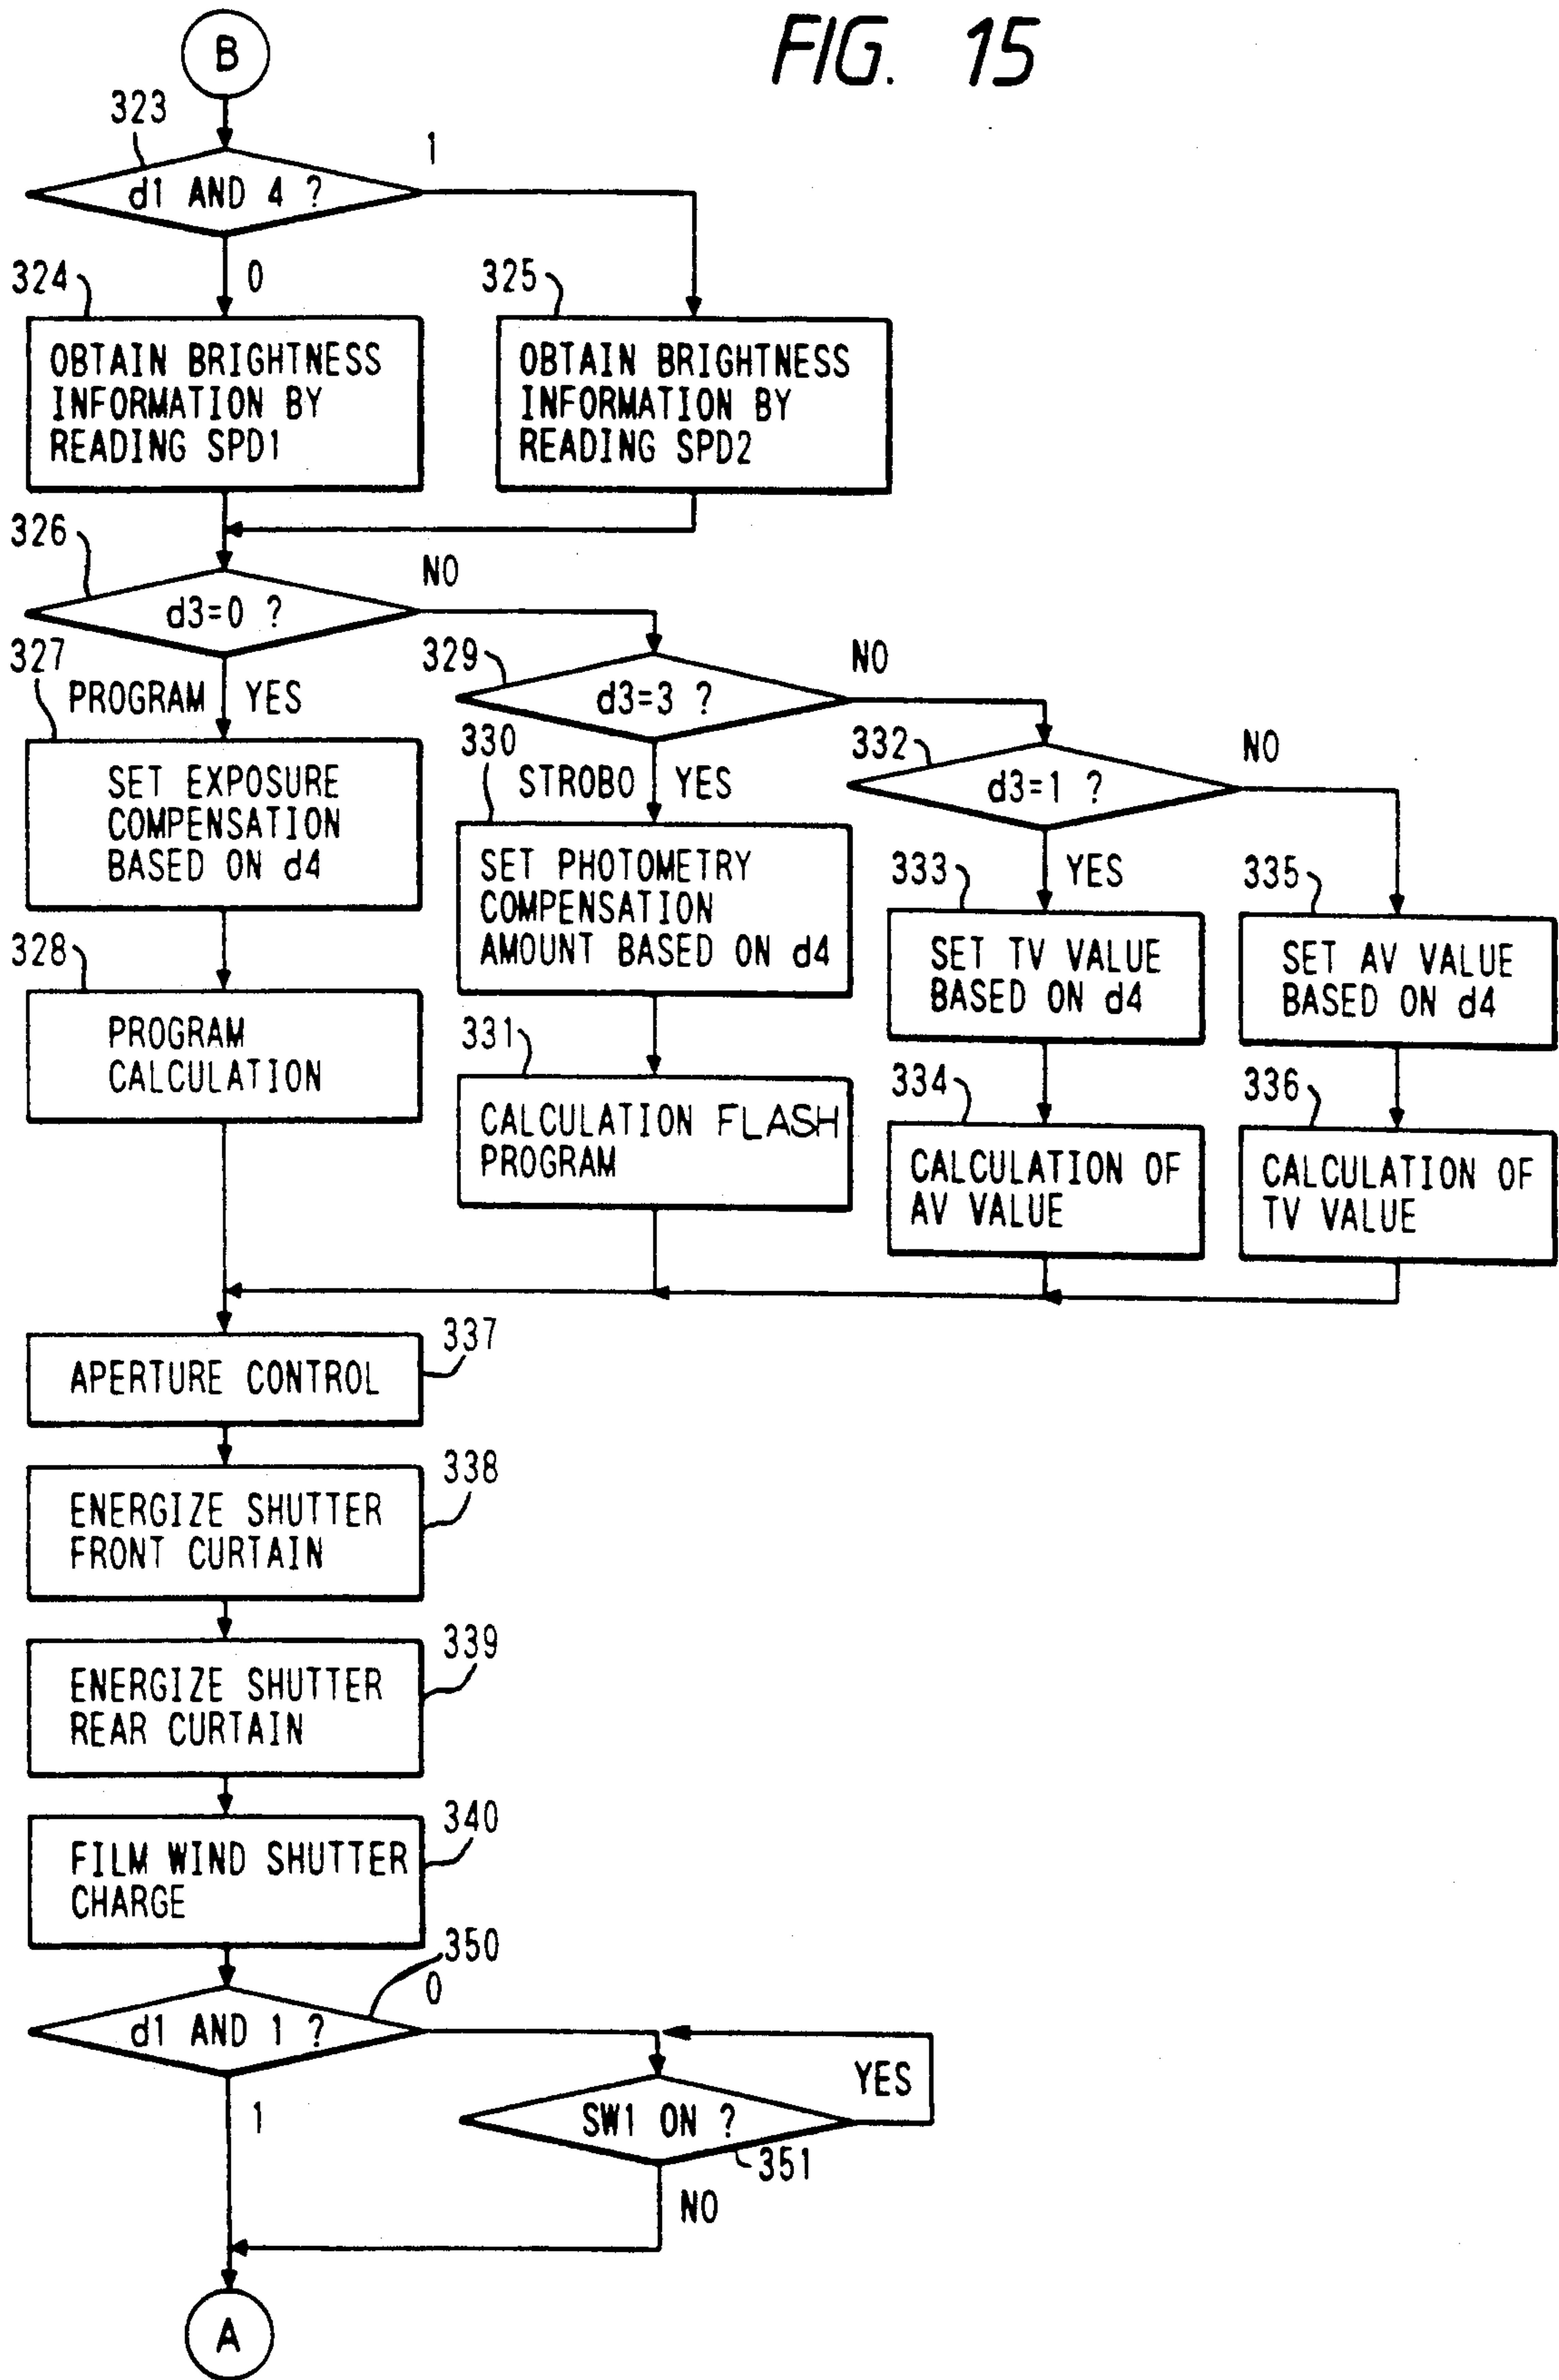 FIG. 15
B
323
1
d1 AND 4 ?
0
324
325
OBTAIN BRIGHTNESS
INFORMATION BY
READING SPD1
OBTAIN BRIGHTNESS
INFORMATION BY
READING SPD2
326
NO
d3=0 ?
327
PROGRAM
YES
329
NO
d3=3 ?
SET EXPOSURE
COMPENSATION
BASED ON d4
330
STROBO
YES
332
NO
d3=1 ?
SET PHOTOMETRY
COMPENSATION
AMOUNT BASED ON d4
333
YES
335
328
PROGRAM
CALCULATION
SET TV VALUE
BASED ON d4
SET AV VALUE
BASED ON d4
331
CALCULATION FLASH
PROGRAM
334
336
CALCULATION OF
AV VALUE
CALCULATION OF
TV VALUE
337
APERTURE CONTROL
338
ENERGIZE SHUTTER
FRONT CURTAIN
339
ENERGIZE SHUTTER
REAR CURTAIN
340
FILM WIND SHUTTER
CHARGE
350
0
d1 AND 1 ?
YES
1
SW1 ON ?
351
NO
A